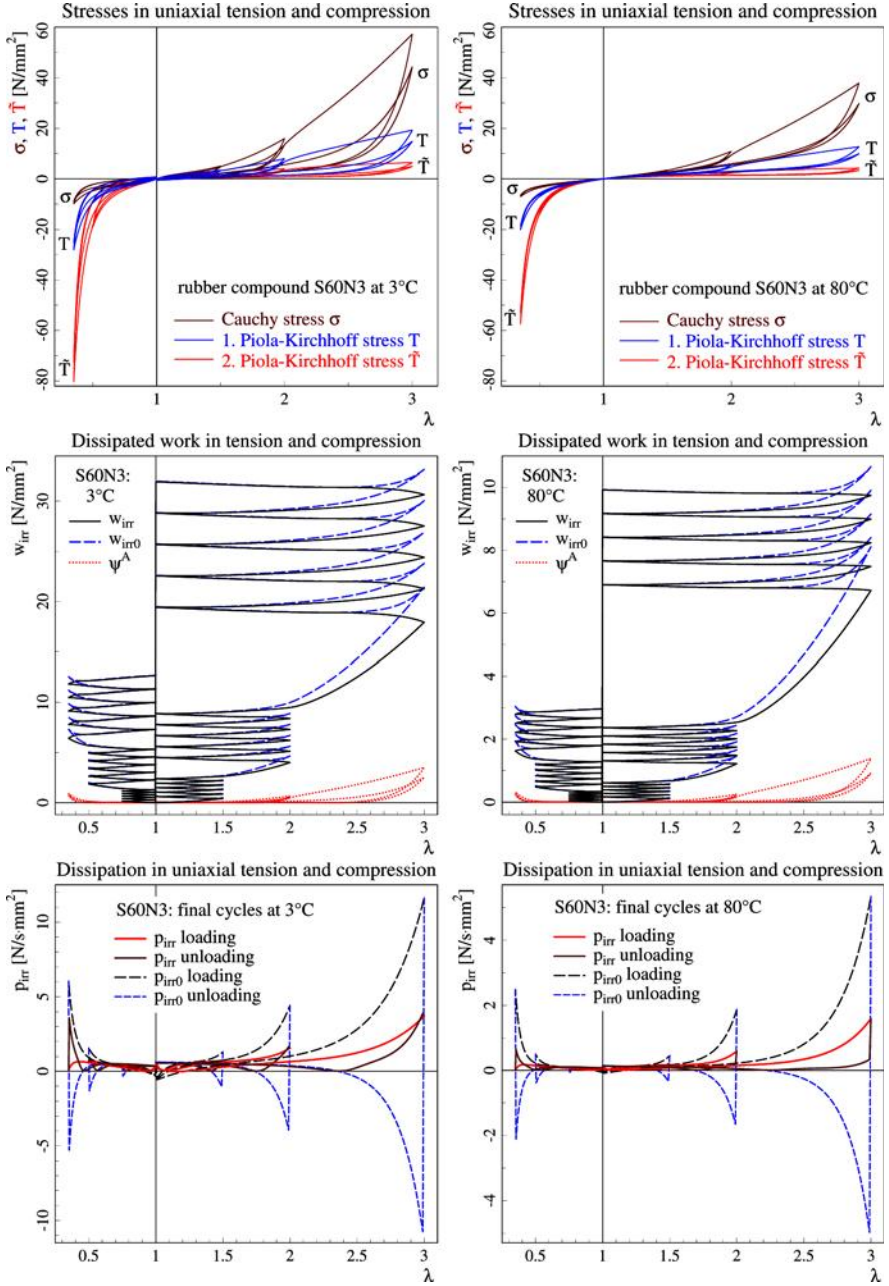 Stresses in uniaxial tension and compression
σ, T, T̃ [N/mm²]
60
40
20
0
-20
-40
-60
-80
σ
T
T̃
σ
T
T̃
rubber compound S60N3 at 3°C
Cauchy stress σ
1. Piola-Kirchhoff stress T
2. Piola-Kirchhoff stress T̃
1
2
3
λ
Stresses in uniaxial tension and compression
σ, T, T̃ [N/mm²]
60
40
20
0
-20
-40
-60
-80
σ
T
T̃
σ
T
T̃
rubber compound S60N3 at 80°C
Cauchy stress σ
1. Piola-Kirchhoff stress T
2. Piola-Kirchhoff stress T̃
1
2
3
λ
Dissipated work in tension and compression
w_irr [N/mm²]
30
20
10
0
S60N3:
3°C
w_irr
w_irr0
ψ^A
0.5
1
1.5
2
2.5
3
λ
Dissipated work in tension and compression
w_irr [N/mm²]
10
8
6
4
2
0
S60N3:
80°C
w_irr
w_irr0
ψ^A
0.5
1
1.5
2
2.5
3
λ
Dissipation in uniaxial tension and compression
p_irr [N/s·mm²]
10
5
0
-5
-10
S60N3: final cycles at 3°C
p_irr loading
p_irr unloading
p_irr0 loading
p_irr0 unloading
0.5
1
1.5
2
2.5
3
λ
Dissipation in uniaxial tension and compression
p_irr [N/s·mm²]
4
2
0
-2
-4
S60N3: final cycles at 80°C
p_irr loading
p_irr unloading
p_irr0 loading
p_irr0 unloading
0.5
1
1.5
2
2.5
3
λ